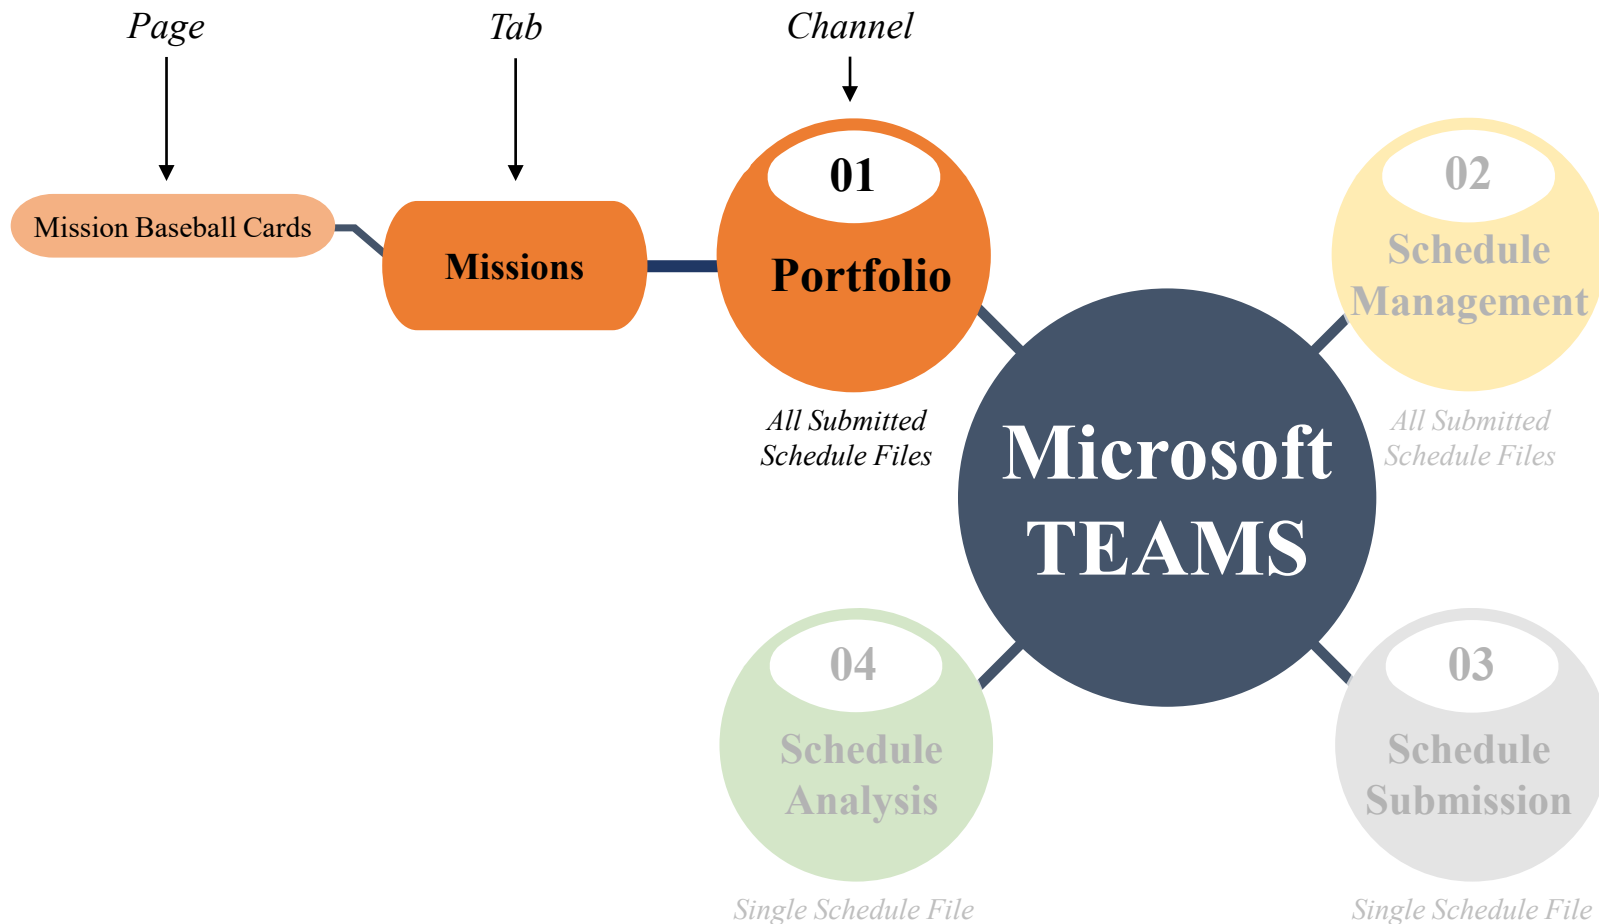 Page
Tab
Channel
01
Portfolio
All Submitted
Schedule Files
Missions
Mission Baseball Cards
02
Schedule
Management
All Submitted
Schedule Files
Microsoft
TEAMS
04
Schedule
Analysis
Single Schedule File
03
Schedule
Submission
Single Schedule File